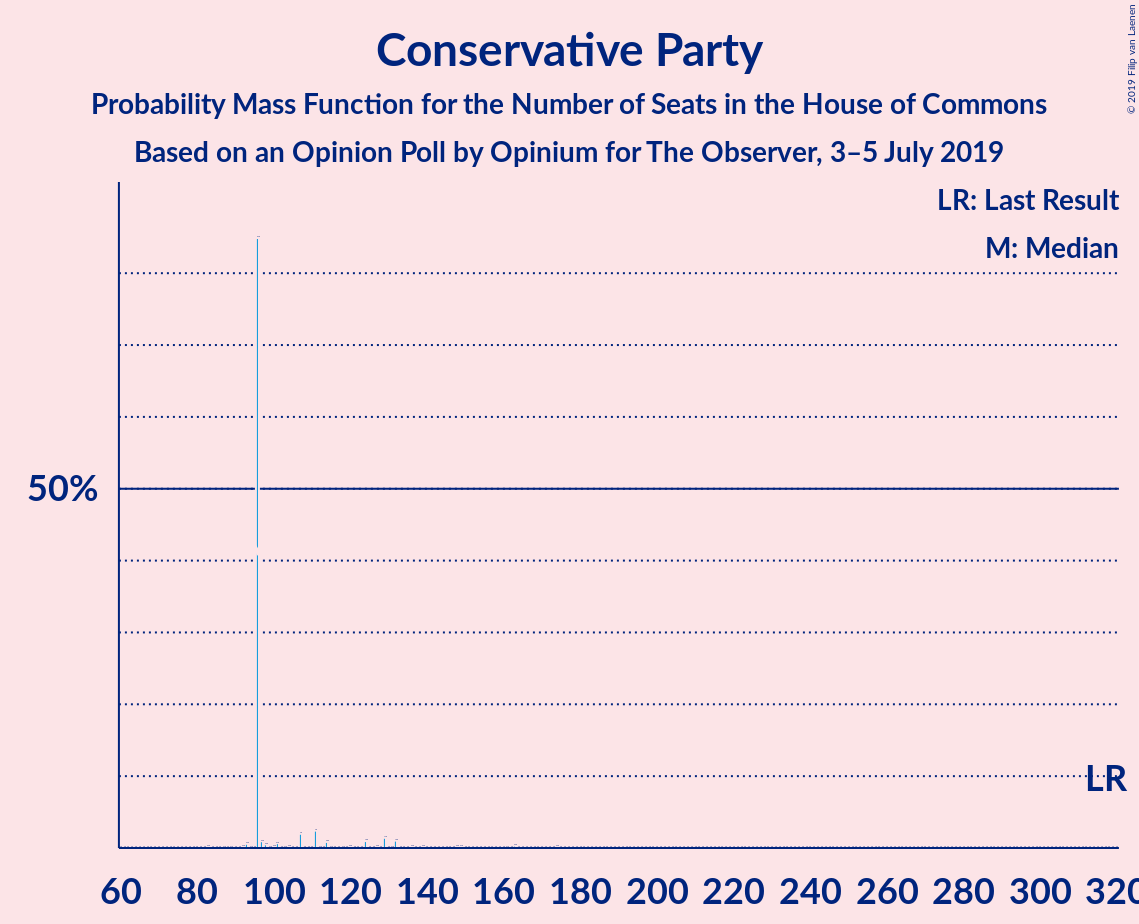 Conservative Party
Probability Mass Function for the Number of Seats in the House of Commons
Based on an Opinion Poll by Opinium for The Observer, 3–5 July 2019
© 2019 Filip van Laenen
LR: Last Result
M: Median
50%
LR
60 80 100 120 140 160 180 200 220 240 260 280 300 320